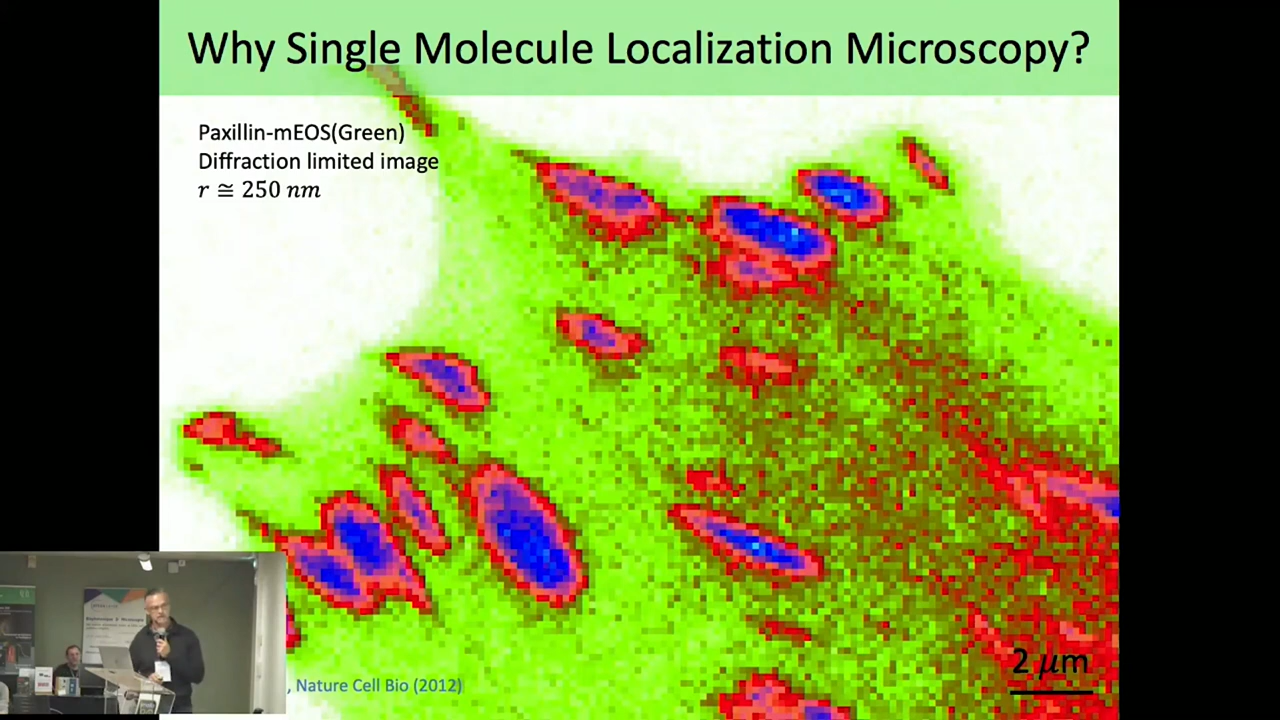 Why Single Molecule Localization Microscopy?
Paxillin-mEOS(Green)
Diffraction limited image
r ≅ 250 nm
2 μm
, Nature Cell Bio (2012)